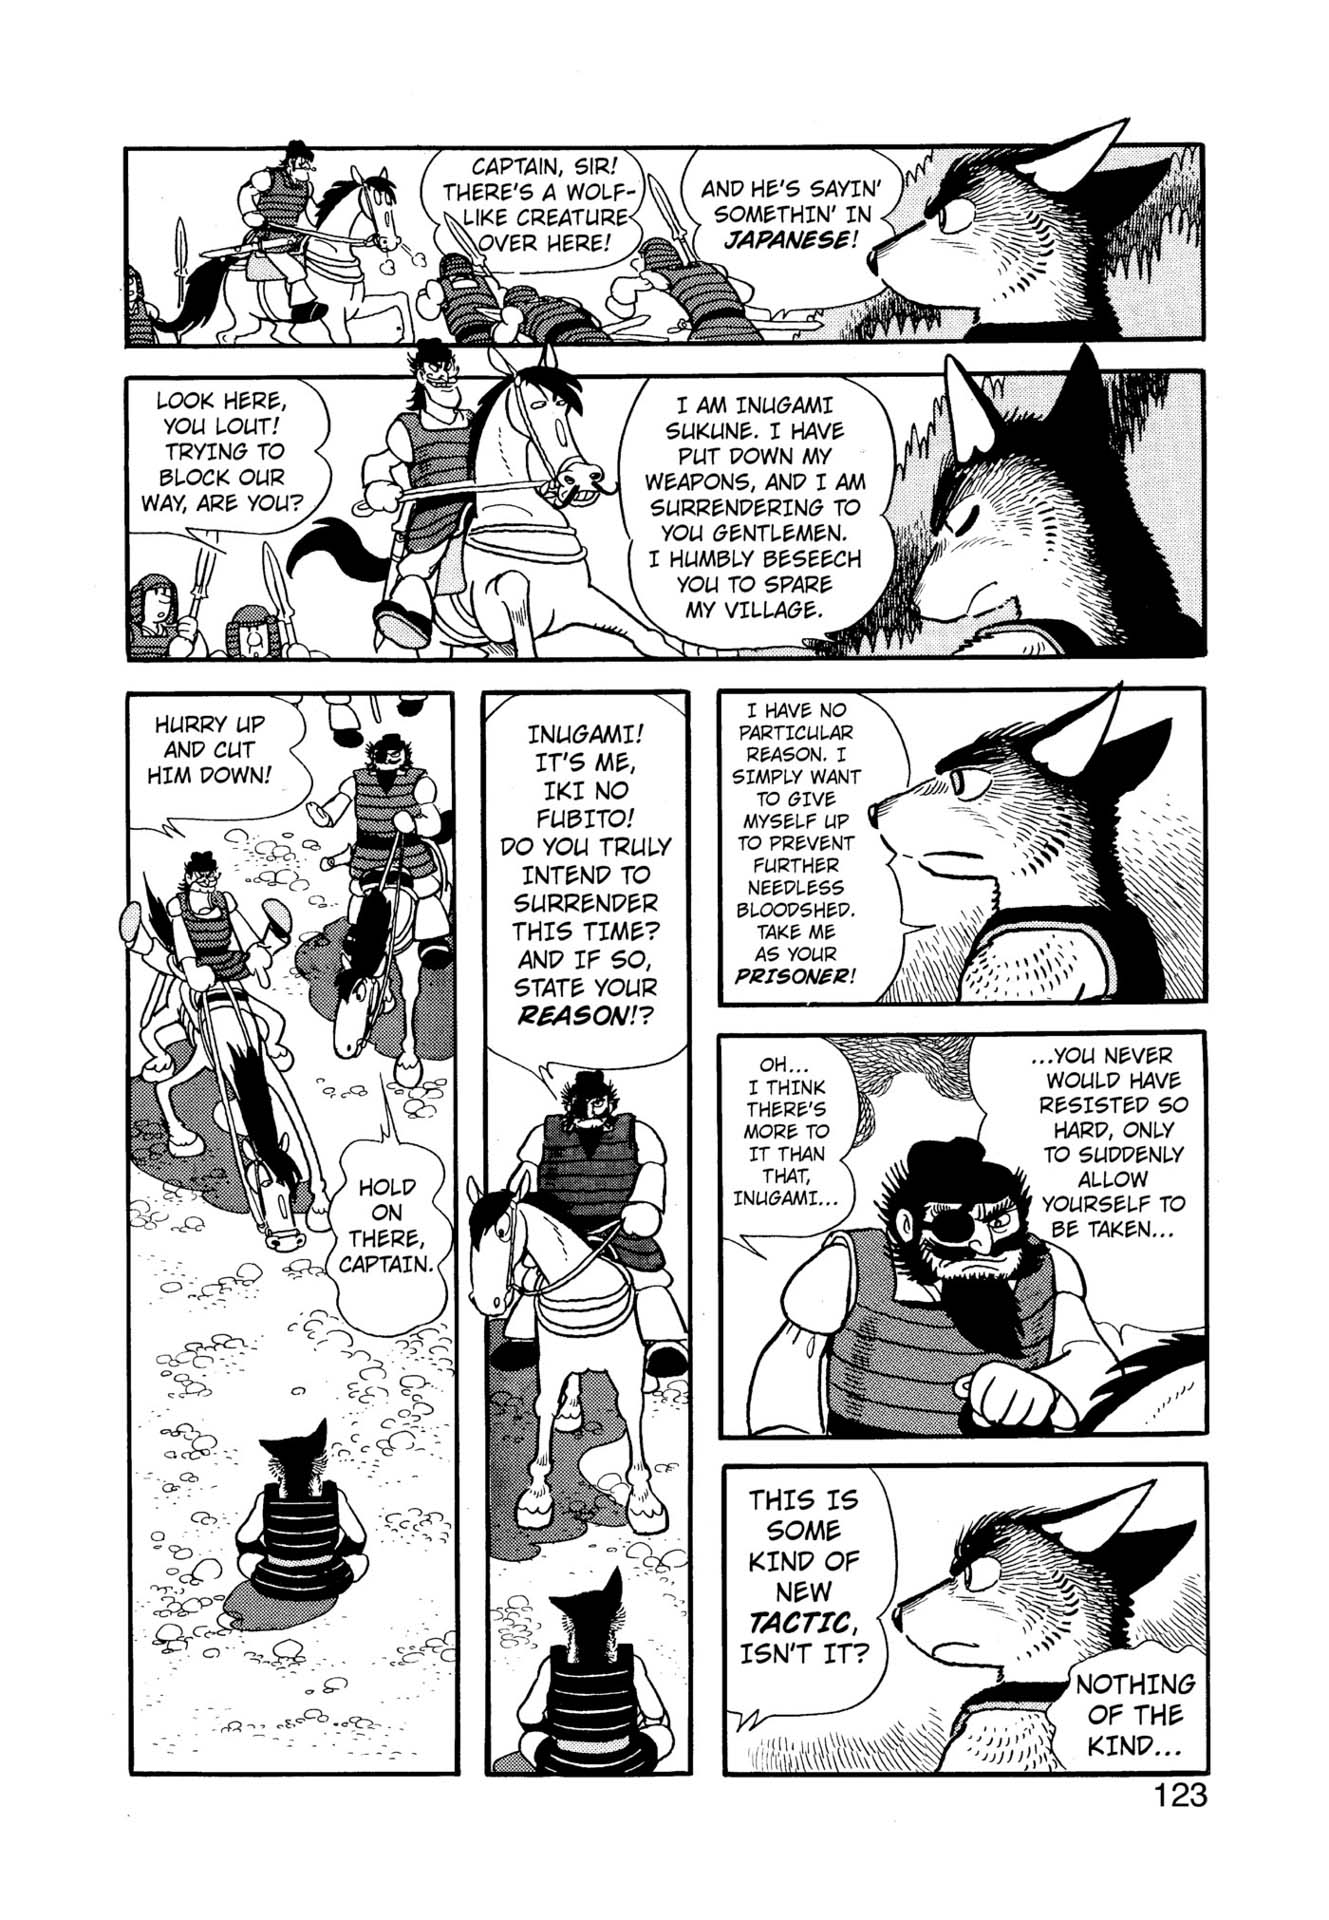 CAPTAIN, SIR!
THERE'S A WOLF-
LIKE CREATURE
OVER HERE!
AND HE'S SAYIN'
SOMETHIN' IN
JAPANESE!
LOOK HERE,
YOU LOUT!
TRYING TO
BLOCK OUR
WAY, ARE YOU?
I AM INUGAMI
SUKUNE. I HAVE
PUT DOWN MY
WEAPONS, AND I AM
SURRENDERING TO
YOU GENTLEMEN.
I HUMBLY BESEECH
YOU TO SPARE
MY VILLAGE.
HURRY UP
AND CUT
HIM DOWN!
HOLD
ON
THERE,
CAPTAIN.
INUGAMI!
IT'S ME,
IKI NO
FUBITO!
DO YOU TRULY
INTEND TO
SURRENDER
THIS TIME?
AND IF SO,
STATE YOUR
REASON!?
I HAVE NO
PARTICULAR
REASON. I
SIMPLY WANT
TO GIVE
MYSELF UP
TO PREVENT
FURTHER
NEEDLESS
BLOODSHED.
TAKE ME
AS YOUR
PRISONER!
OH...
I THINK
THERE'S
MORE TO
IT THAN
THAT,
INUGAMI...
...YOU NEVER
WOULD HAVE
RESISTED SO
HARD, ONLY
TO SUDDENLY
ALLOW
YOURSELF TO
BE TAKEN...
THIS IS
SOME
KIND OF
NEW
TACTIC,
ISN'T IT?
NOTHING
OF THE
KIND...
123